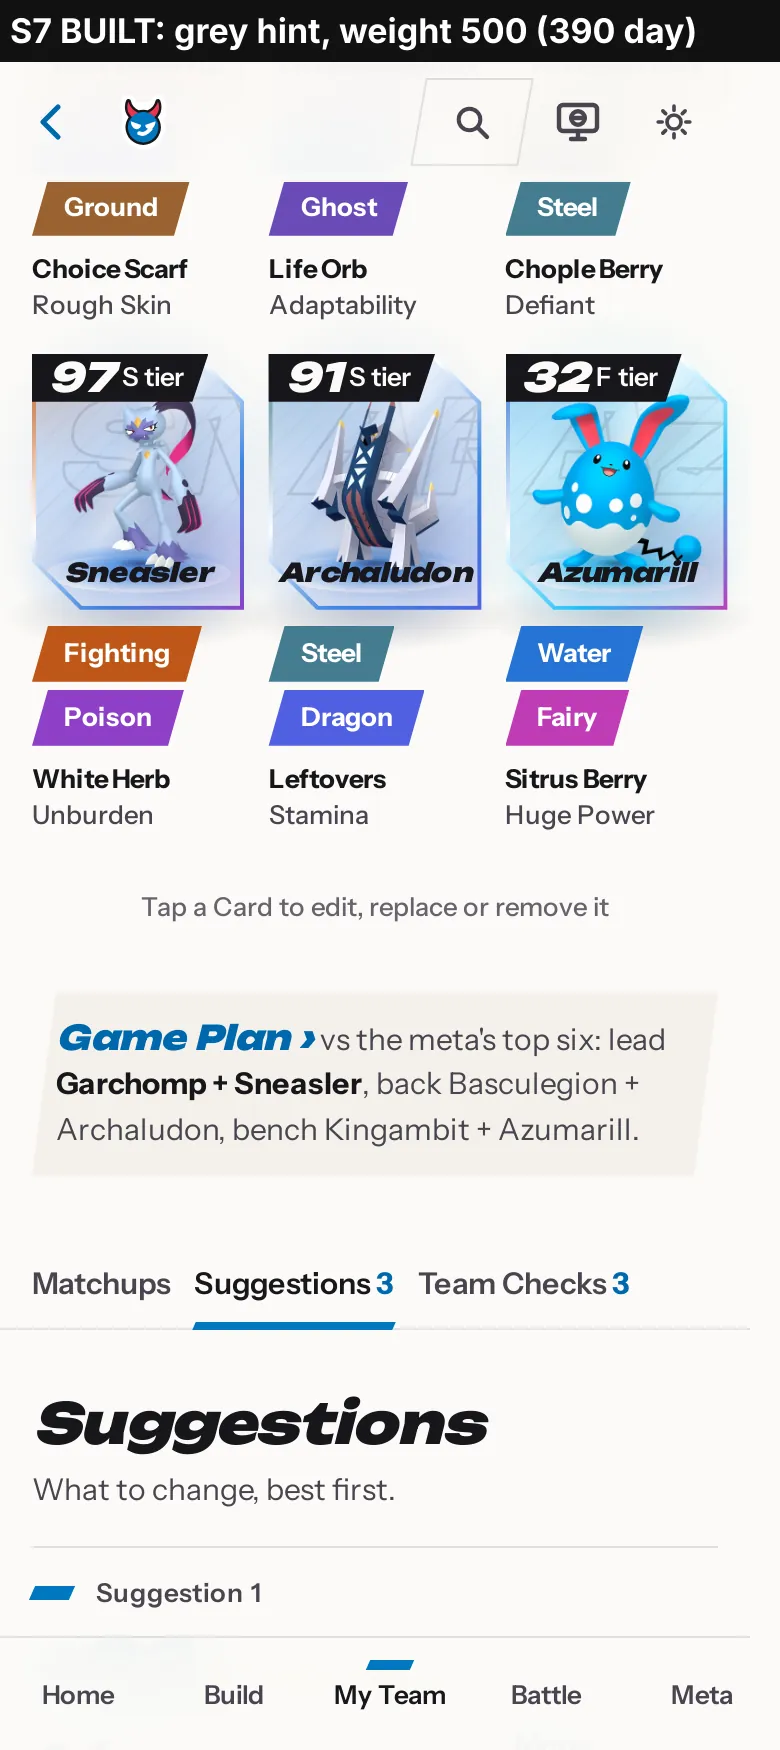 S7 BUILT: grey hint, weight 500 (390 day)
Ground Ghost Steel
Choice Scarf Life Orb Chople Berry
Rough Skin Adaptability Defiant
97 S tier 91 S tier 32 F tier
Sneasler Archaludon Azumarill
Fighting Steel Water
Poison Dragon Fairy
White Herb Leftovers Sitrus Berry
Unburden Stamina Huge Power
Tap a Card to edit, replace or remove it
Game Plan › vs the meta's top six: lead
Garchomp + Sneasler, back Basculegion +
Archaludon, bench Kingambit + Azumarill.
Matchups Suggestions 3 Team Checks 3
Suggestions
What to change, best first.
Suggestion 1
Home Build My Team Battle Meta